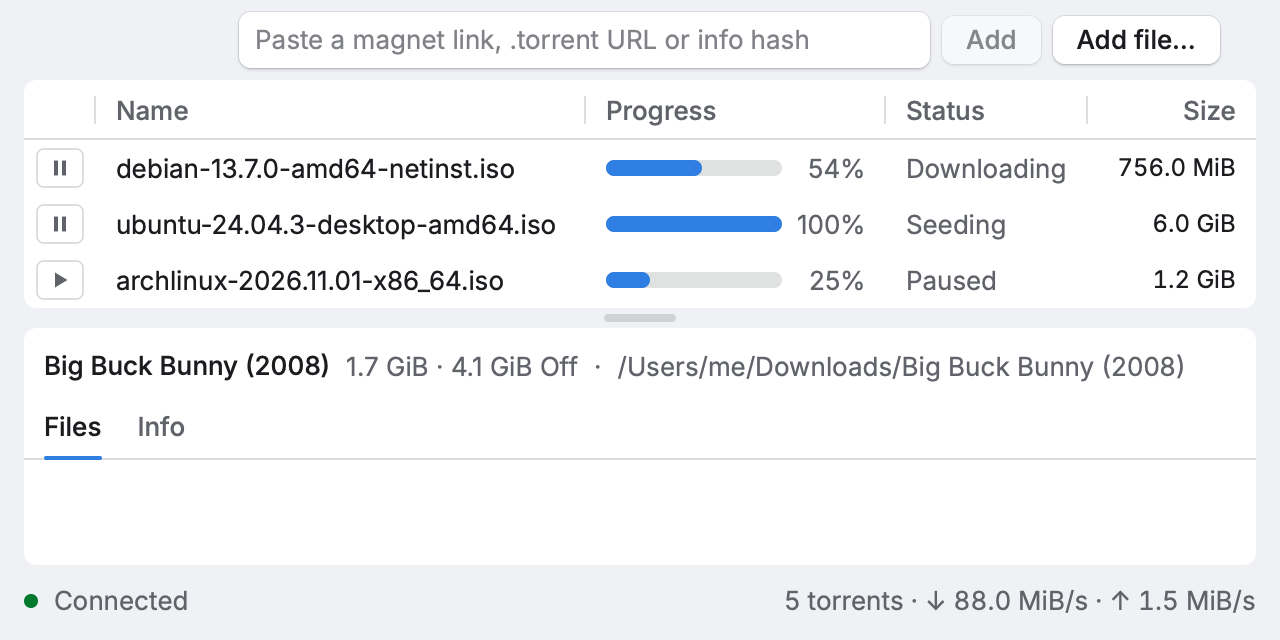 Paste a magnet link, .torrent URL or info hash Add Add file...
Name Progress Status Size
debian-13.7.0-amd64-netinst.iso 54% Downloading 756.0 MiB
ubuntu-24.04.3-desktop-amd64.iso 100% Seeding 6.0 GiB
archlinux-2026.11.01-x86_64.iso 25% Paused 1.2 GiB
Big Buck Bunny (2008) 1.7 GiB · 4.1 GiB Off · /Users/me/Downloads/Big Buck Bunny (2008)
Files Info
Connected 5 torrents · ↓ 88.0 MiB/s · ↑ 1.5 MiB/s